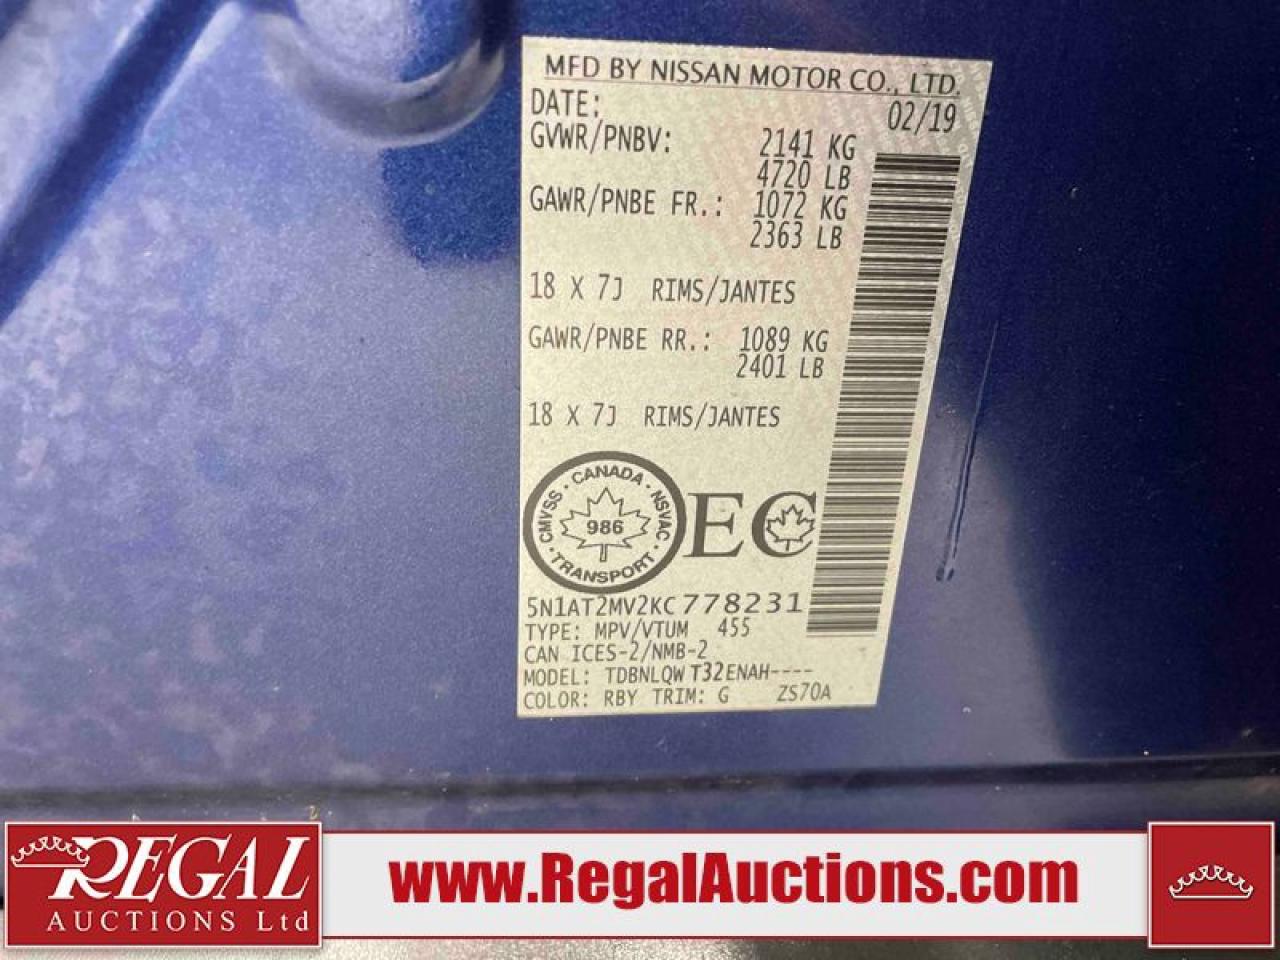 MFD BY NISSAN MOTOR CO., LTD.
DATE: 02/19
GVWR/PNBV: 2141 KG
4720 LB
GAWR/PNBE FR.: 1072 KG
2363 LB
18 X 7J RIMS/JANTES
GAWR/PNBE RR.: 1089 KG
2401 LB
18 X 7J RIMS/JANTES
CMVSS · CANADA · NSVAC · TRANSPORT ·
986
EC
5N1AT2MV2KC778231
TYPE: MPV/VTUM 455
CAN ICES-2/NMB-2
MODEL: TDBNLQW T32ENAH----
COLOR: RBY TRIM: G ZS70A
REGAL
AUCTIONS Ltd
www.RegalAuctions.com